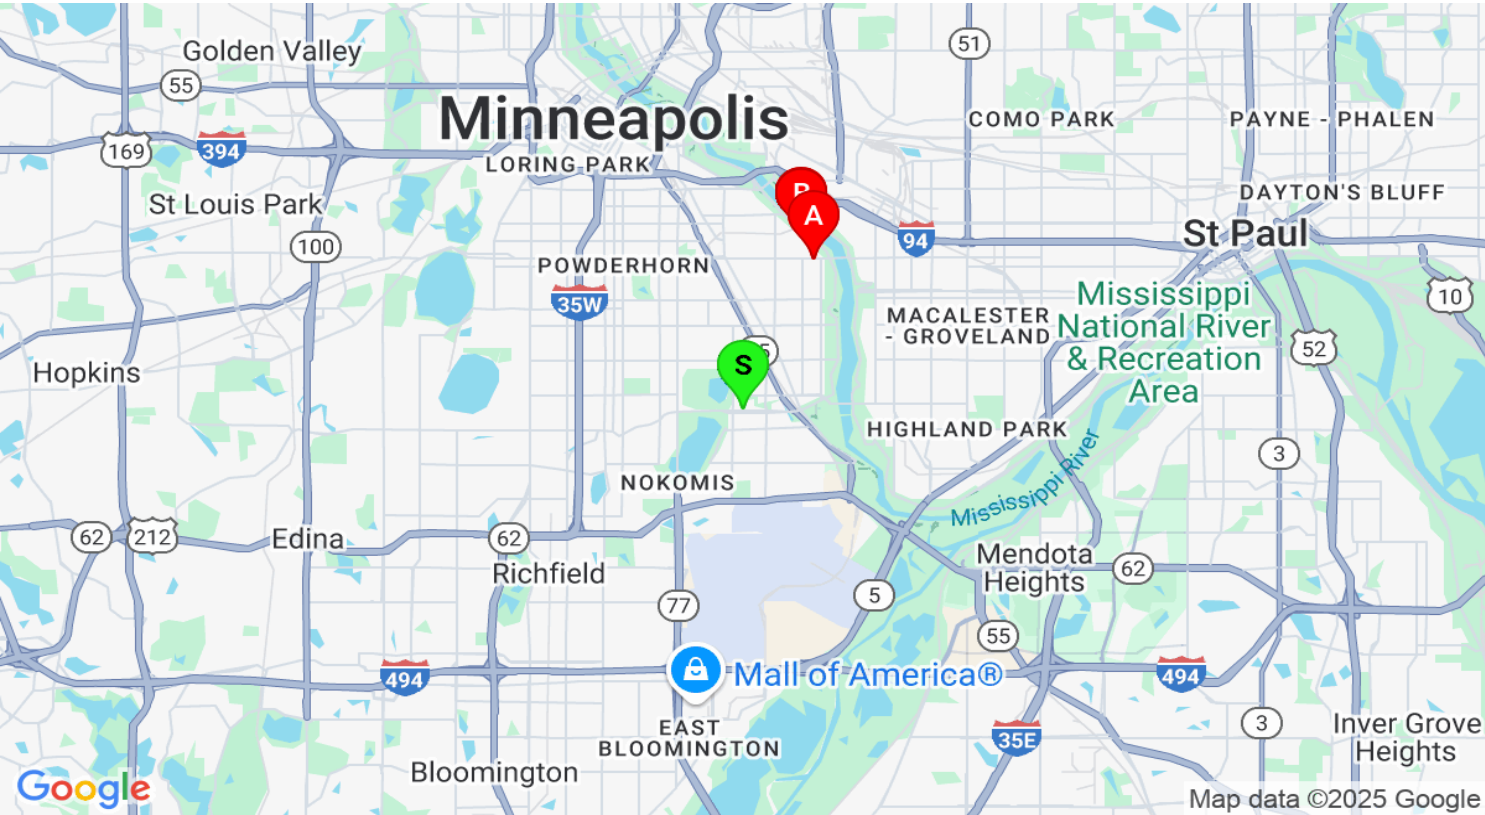 Golden Valley
55
51
Minneapolis
COMO PARK
PAYNE - PHALEN
169
394
LORING PARK
DAYTON'S BLUFF
St Louis Park
A
100
94
St Paul
POWDERHORN
35W
Mississippi
National River
& Recreation
Area
10
MACALESTER
- GROVELAND
52
S
Hopkins
HIGHLAND PARK
3
NOKOMIS
Mississippi River
62
212
Edina
62
Mendota
Heights
62
Richfield
5
77
55
494
Mall of America®
494
EAST
BLOOMINGTON
35E
3
Inver Grove
Heights
Bloomington
Google
Map data ©2025 Google